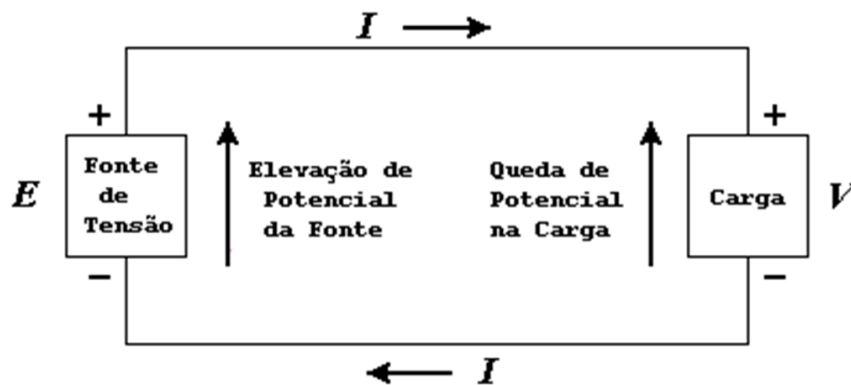 I
+
+
E
Fonte
de
Tensão
Elevação de
Potencial
da Fonte
Queda de
Potencial
na Carga
Carga
V
−
−
I